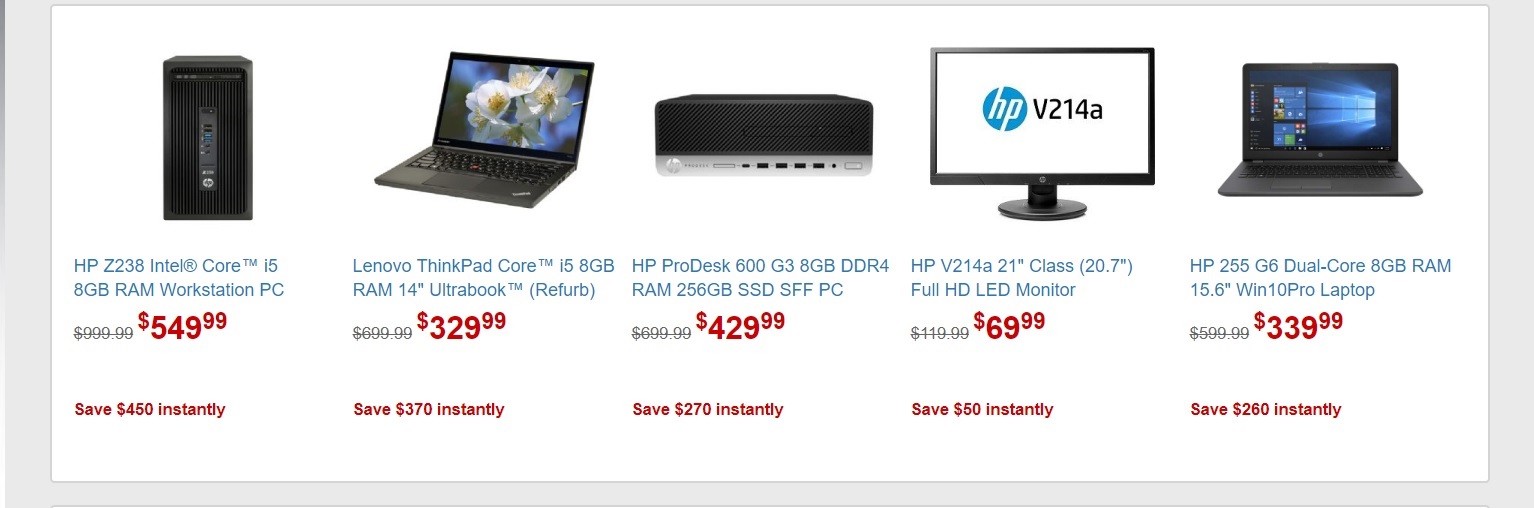 hp V214a
HP Z238 Intel® Core™ i5
8GB RAM Workstation PC
$999.99 $549 99
Save $450 instantly
Lenovo ThinkPad Core™ i5 8GB
RAM 14" Ultrabook™ (Refurb)
$699.99 $329 99
Save $370 instantly
HP ProDesk 600 G3 8GB DDR4
RAM 256GB SSD SFF PC
$699.99 $429 99
Save $270 instantly
HP V214a 21" Class (20.7")
Full HD LED Monitor
$119.99 $69 99
Save $50 instantly
HP 255 G6 Dual-Core 8GB RAM
15.6" Win10Pro Laptop
$599.99 $339 99
Save $260 instantly